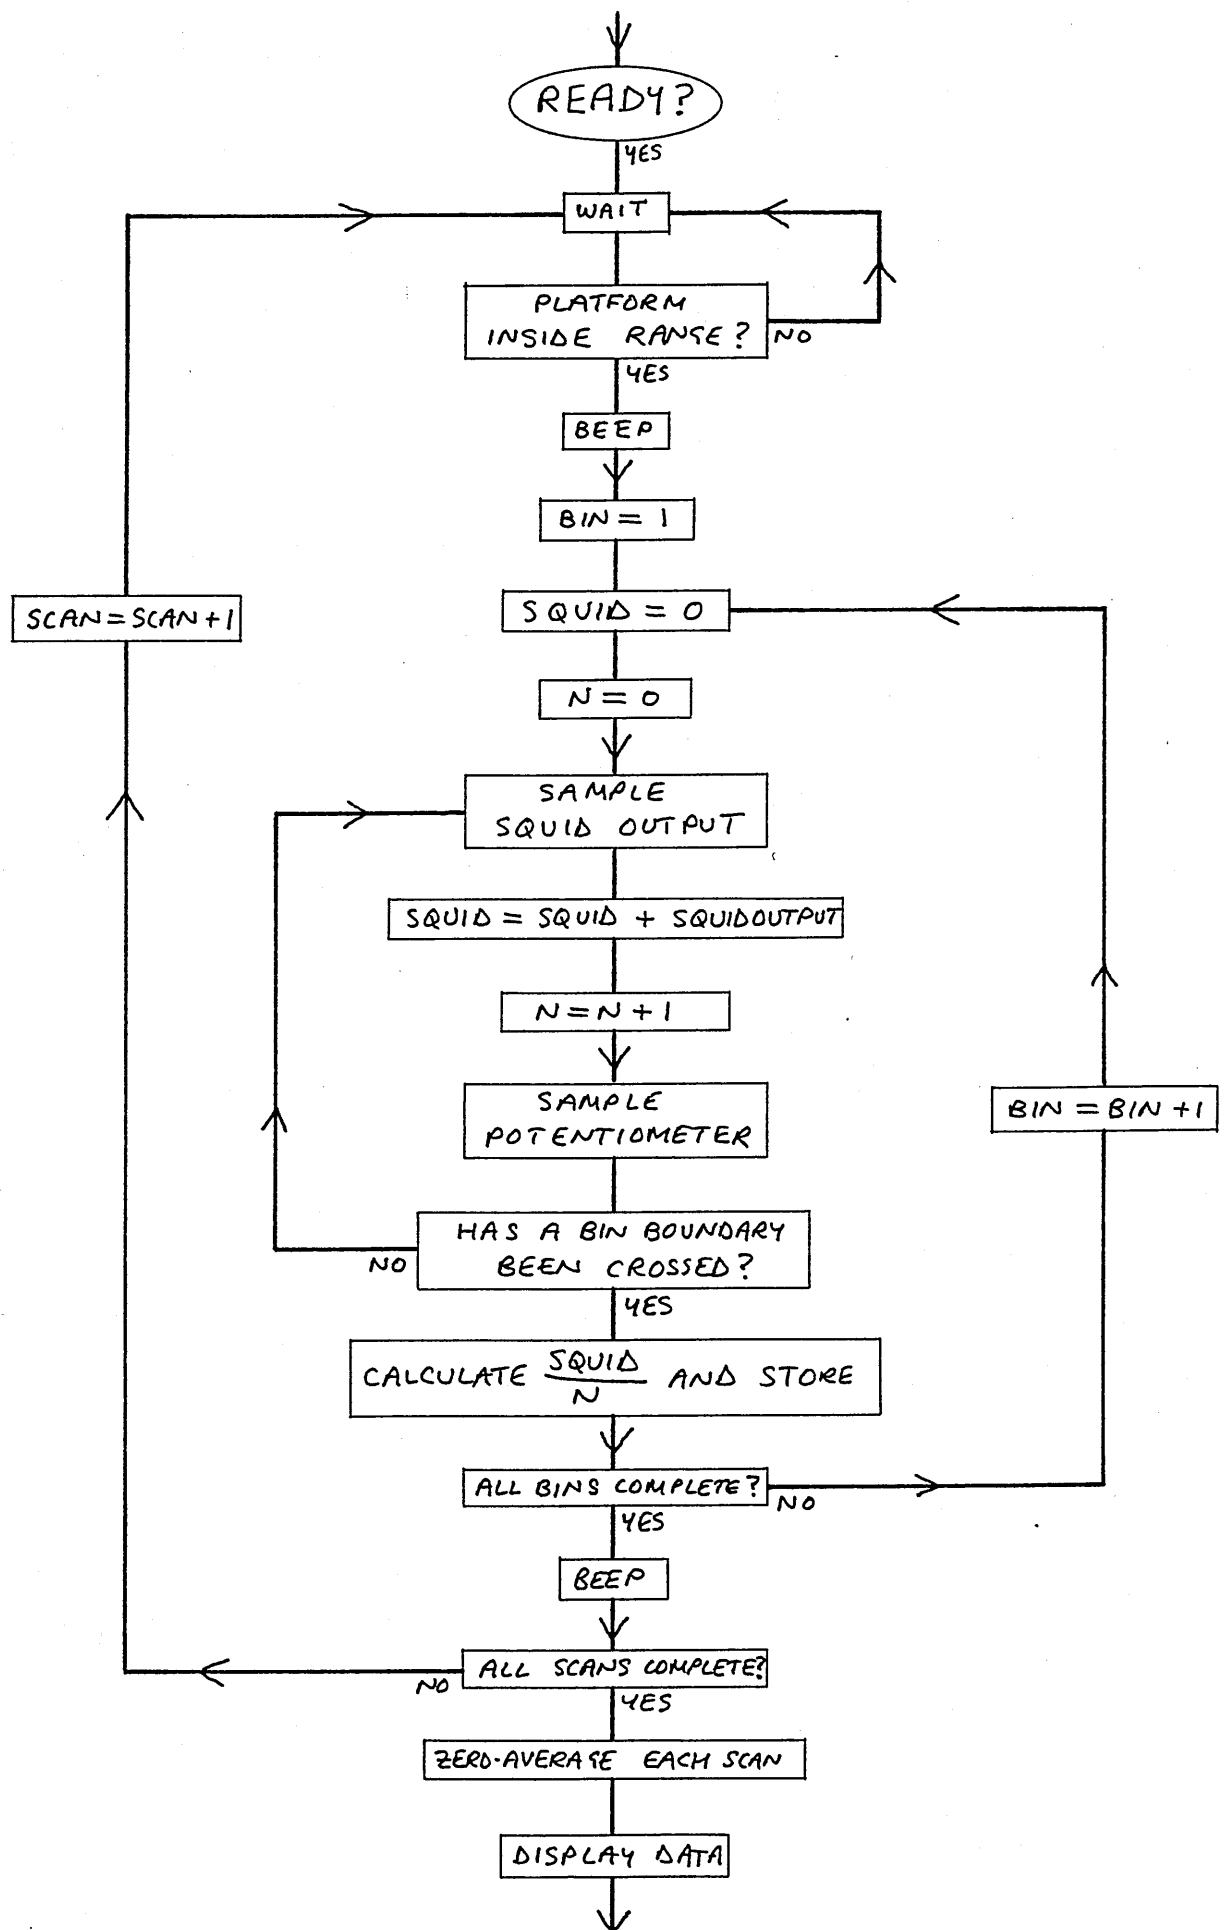 READY?
YES
WAIT
PLATFORM
INSIDE RANGE?
NO
YES
BEEP
BIN = 1
SCAN = SCAN + 1
SQUID = 0
N = 0
SAMPLE
SQUID OUTPUT
SQUID = SQUID + SQUIDOUTPUT
N = N + 1
SAMPLE
POTENTIOMETER
BIN = BIN + 1
HAS A BIN BOUNDARY
BEEN CROSSED?
NO
YES
CALCULATE SQUID/N AND STORE
ALL BINS COMPLETE?
NO
YES
BEEP
ALL SCANS COMPLETE?
NO
YES
ZERO-AVERAGE EACH SCAN
DISPLAY DATA